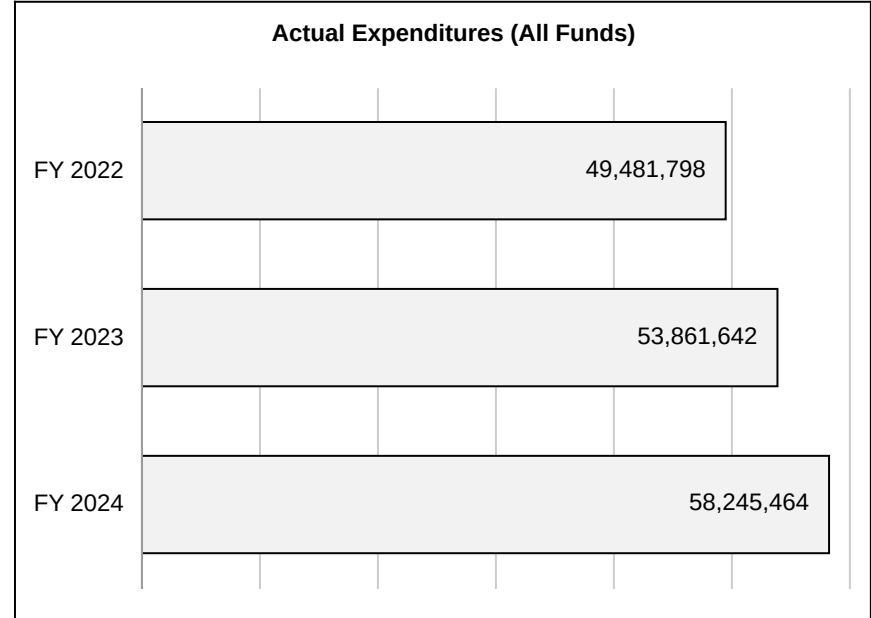 Actual Expenditures (All Funds)
FY 2022 49,481,798
FY 2023 53,861,642
FY 2024 58,245,464